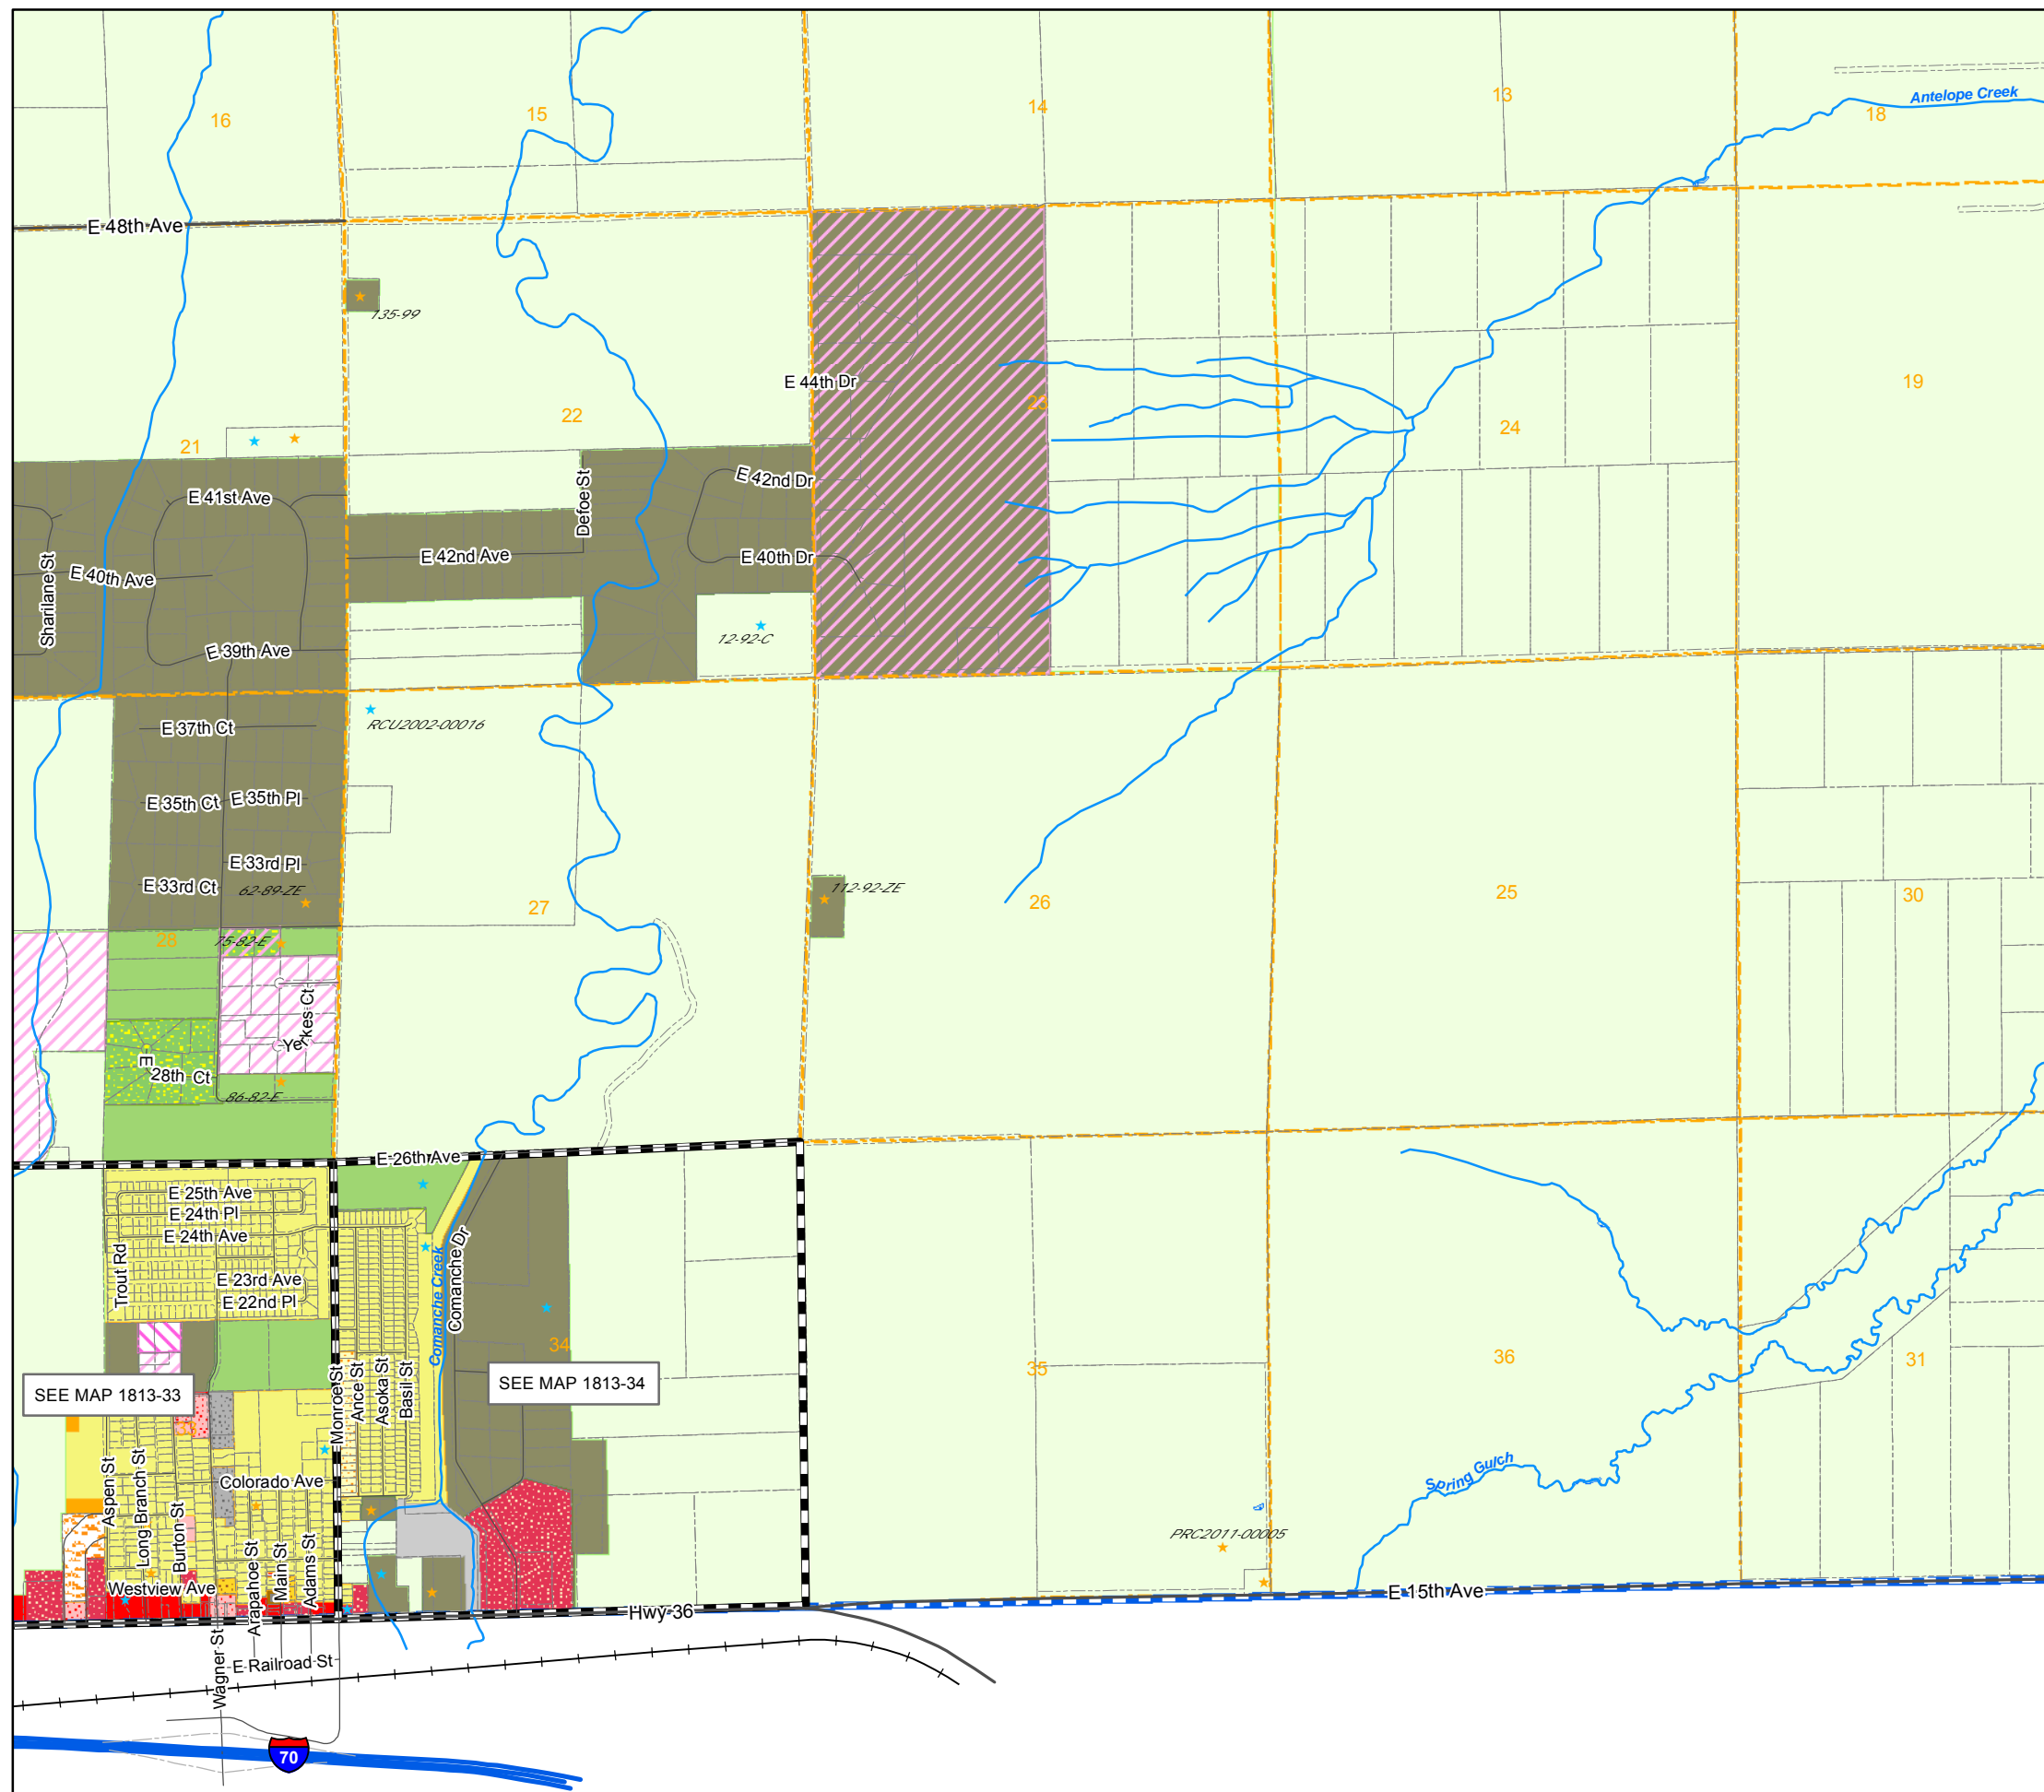 16
15
14
13
18
Antelope Creek
E 48th Ave
135-99
E 44th Dr
19
23
22
24
21
E 41st Ave
Defoe St
E 42nd Dr
E 42nd Ave
E 40th Dr
Sharilane St
E 40th Ave
12-92-C
E 39th Ave
RCU2002-00016
E 37th Ct
E 35th Ct
E 35th Pl
E 33rd Pl
E 33rd Ct
62-89-ZE
112-92-ZE
27
26
25
30
28
75-82-E
Yerkes Ct
E 28th Ct
86-82-E
E 26th Ave
E 25th Ave
E 24th Pl
E 24th Ave
Trout Rd
E 23rd Ave
E 22nd Pl
Comanche Creek
Comanche Dr
34
35
36
31
SEE MAP 1813-33
SEE MAP 1813-34
Monroe St
Ance St
Asoka St
Basil St
33
Aspen St
Long Branch St
Burton St
Colorado Ave
Spring Gulch
PRC2011-00005
Arapahoe St
Main St
Adams St
Westview Ave
E 15th Ave
Hwy 36
Wagner St
E Railroad St
70